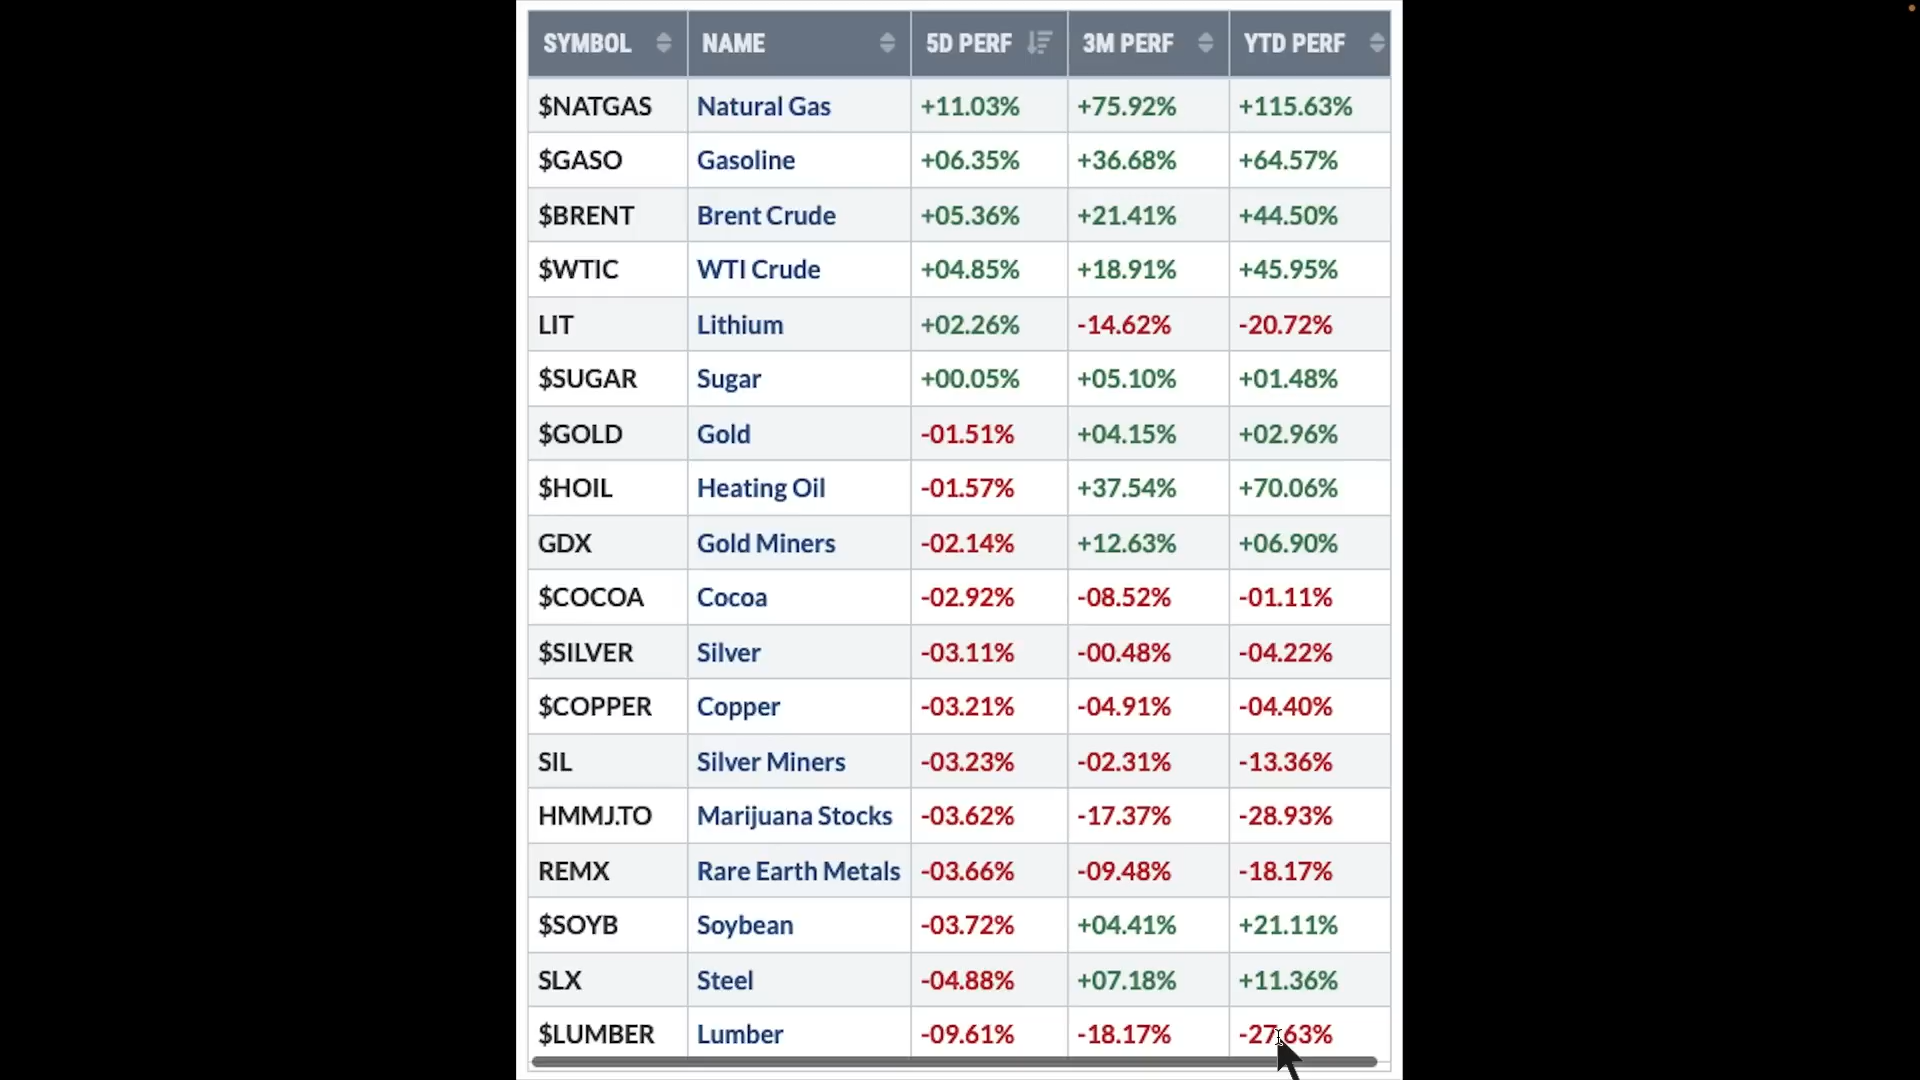 SYMBOL NAME 5D PERF 3M PERF YTD PERF
$NATGAS Natural Gas +11.03% +75.92% +115.63%
$GASO Gasoline +06.35% +36.68% +64.57%
$BRENT Brent Crude +05.36% +21.41% +44.50%
$WTIC WTI Crude +04.85% +18.91% +45.95%
LIT Lithium +02.26% -14.62% -20.72%
$SUGAR Sugar +00.05% +05.10% +01.48%
$GOLD Gold -01.51% +04.15% +02.96%
$HOIL Heating Oil -01.57% +37.54% +70.06%
GDX Gold Miners -02.14% +12.63% +06.90%
$COCOA Cocoa -02.92% -08.52% -01.11%
$SILVER Silver -03.11% -00.48% -04.22%
$COPPER Copper -03.21% -04.91% -04.40%
SIL Silver Miners -03.23% -02.31% -13.36%
HMMJ.TO Marijuana Stocks -03.62% -17.37% -28.93%
REMX Rare Earth Metals -03.66% -09.48% -18.17%
$SOYB Soybean -03.72% +04.41% +21.11%
SLX Steel -04.88% +07.18% +11.36%
$LUMBER Lumber -09.61% -18.17% -27.63%